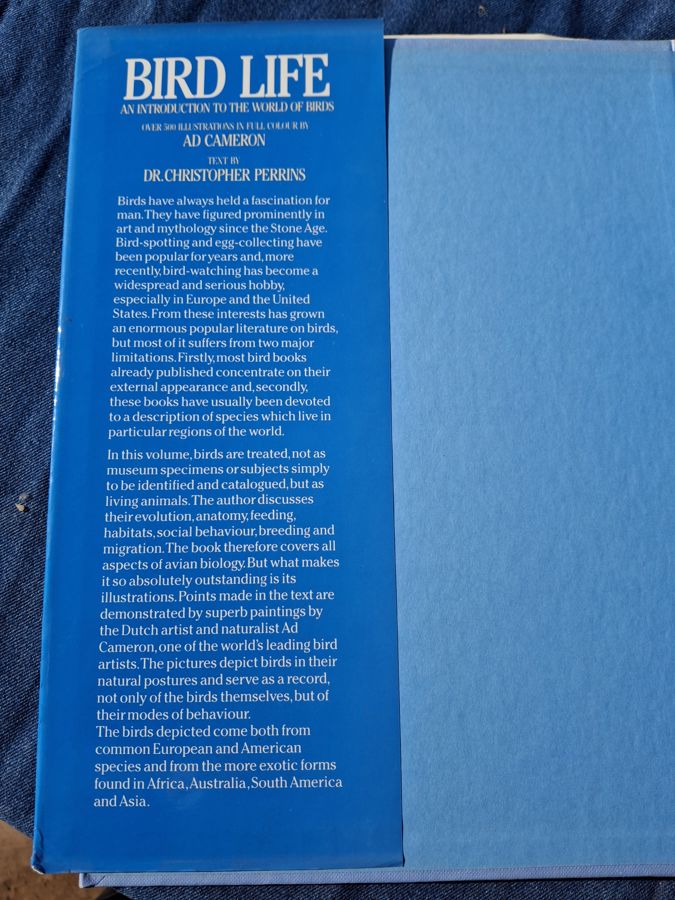 BIRD LIFE
AN INTRODUCTION TO THE WORLD OF BIRDS
OVER 500 ILLUSTRATIONS IN FULL COLOUR BY
AD CAMERON
TEXT BY
DR. CHRISTOPHER PERRINS
Birds have always held a fascination for
man. They have figured prominently in
art and mythology since the Stone Age.
Bird-spotting and egg-collecting have
been popular for years and, more
recently, bird-watching has become a
widespread and serious hobby,
especially in Europe and the United
States. From these interests has grown
an enormous popular literature on birds,
but most of it suffers from two major
limitations. Firstly, most bird books
already published concentrate on their
external appearance and, secondly,
these books have usually been devoted
to a description of species which live in
particular regions of the world.
In this volume, birds are treated, not as
museum specimens or subjects simply
to be identified and catalogued, but as
living animals. The author discusses
their evolution, anatomy, feeding,
habitats, social behaviour, breeding and
migration. The book therefore covers all
aspects of avian biology. But what makes
it so absolutely outstanding is its
illustrations. Points made in the text are
demonstrated by superb paintings by
the Dutch artist and naturalist Ad
Cameron, one of the world's leading bird
artists. The pictures depict birds in their
natural postures and serve as a record,
not only of the birds themselves, but of
their modes of behaviour.
The birds depicted come both from
common European and American
species and from the more exotic forms
found in Africa, Australia, South America
and Asia.